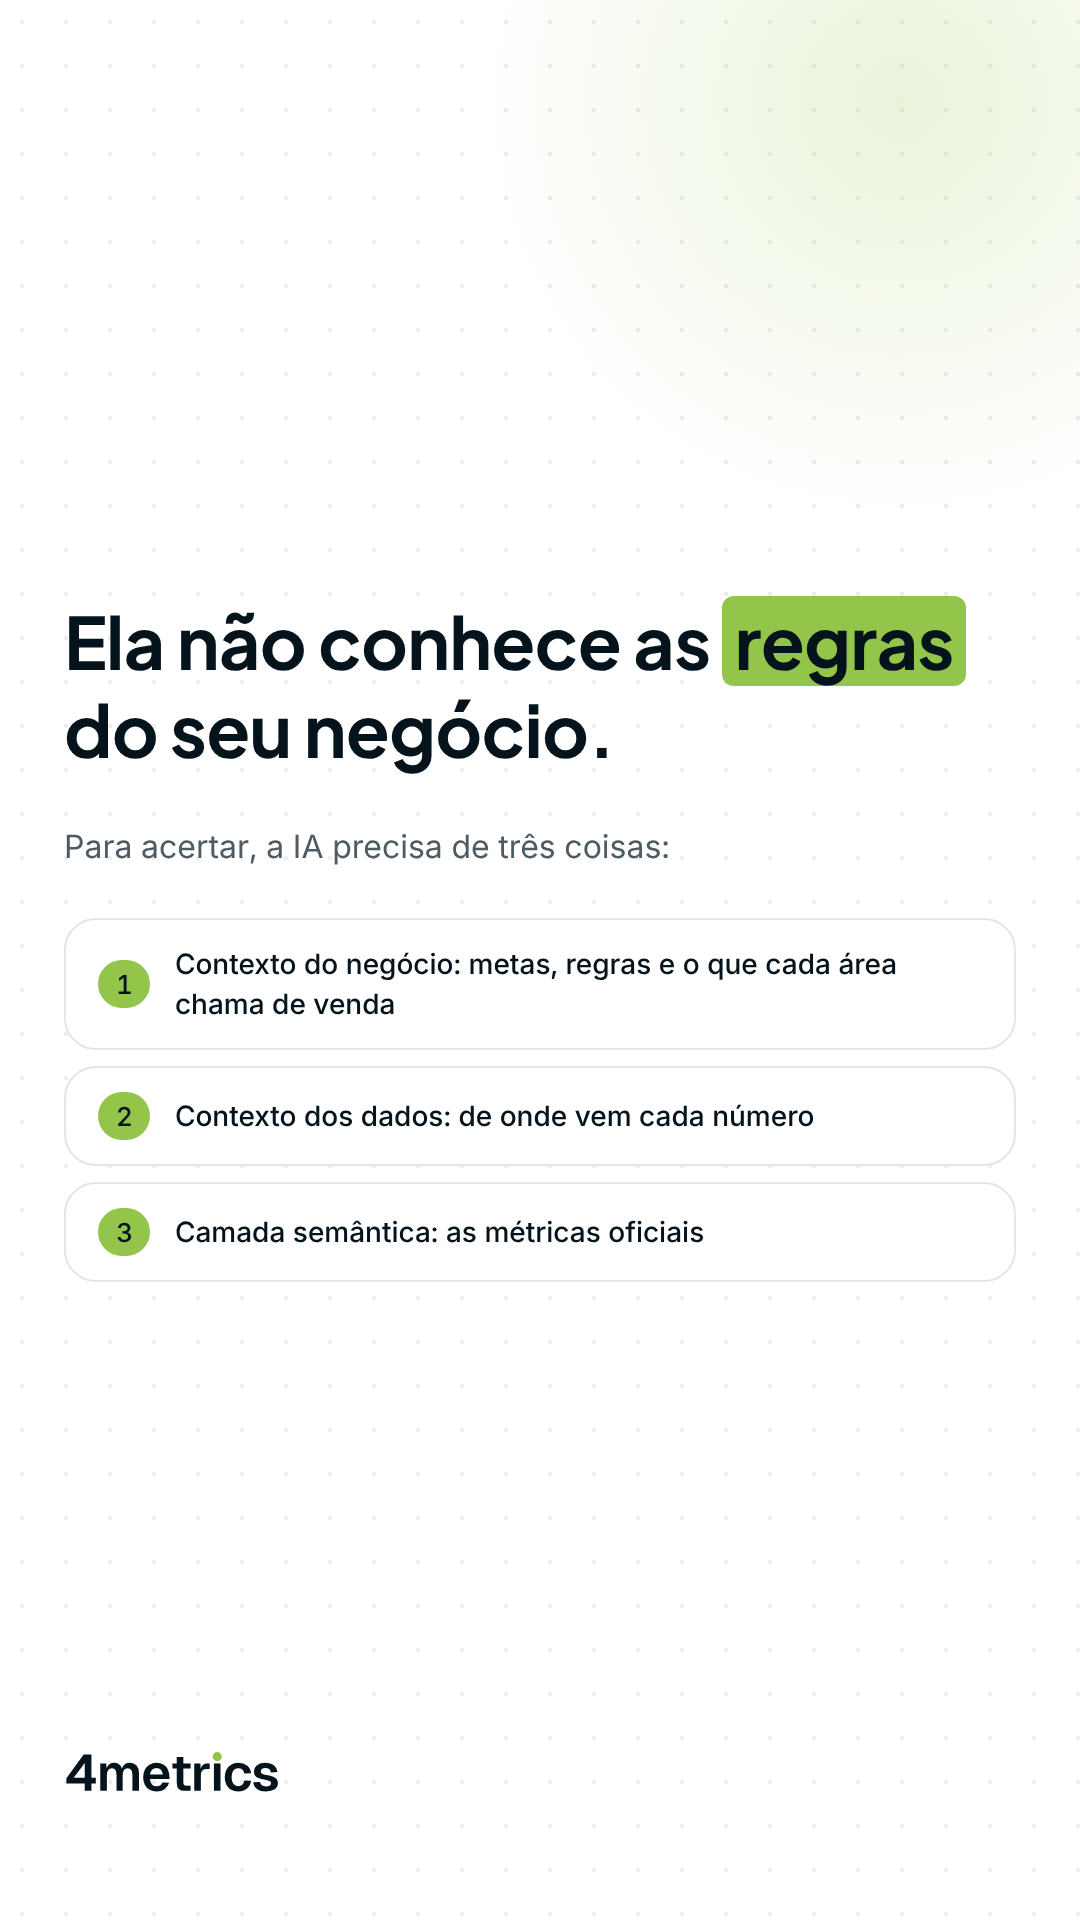 Ela não conhece as regras
do seu negócio.
Para acertar, a IA precisa de três coisas:
1 Contexto do negócio: metas, regras e o que cada área
chama de venda
2 Contexto dos dados: de onde vem cada número
3 Camada semântica: as métricas oficiais
4metrics